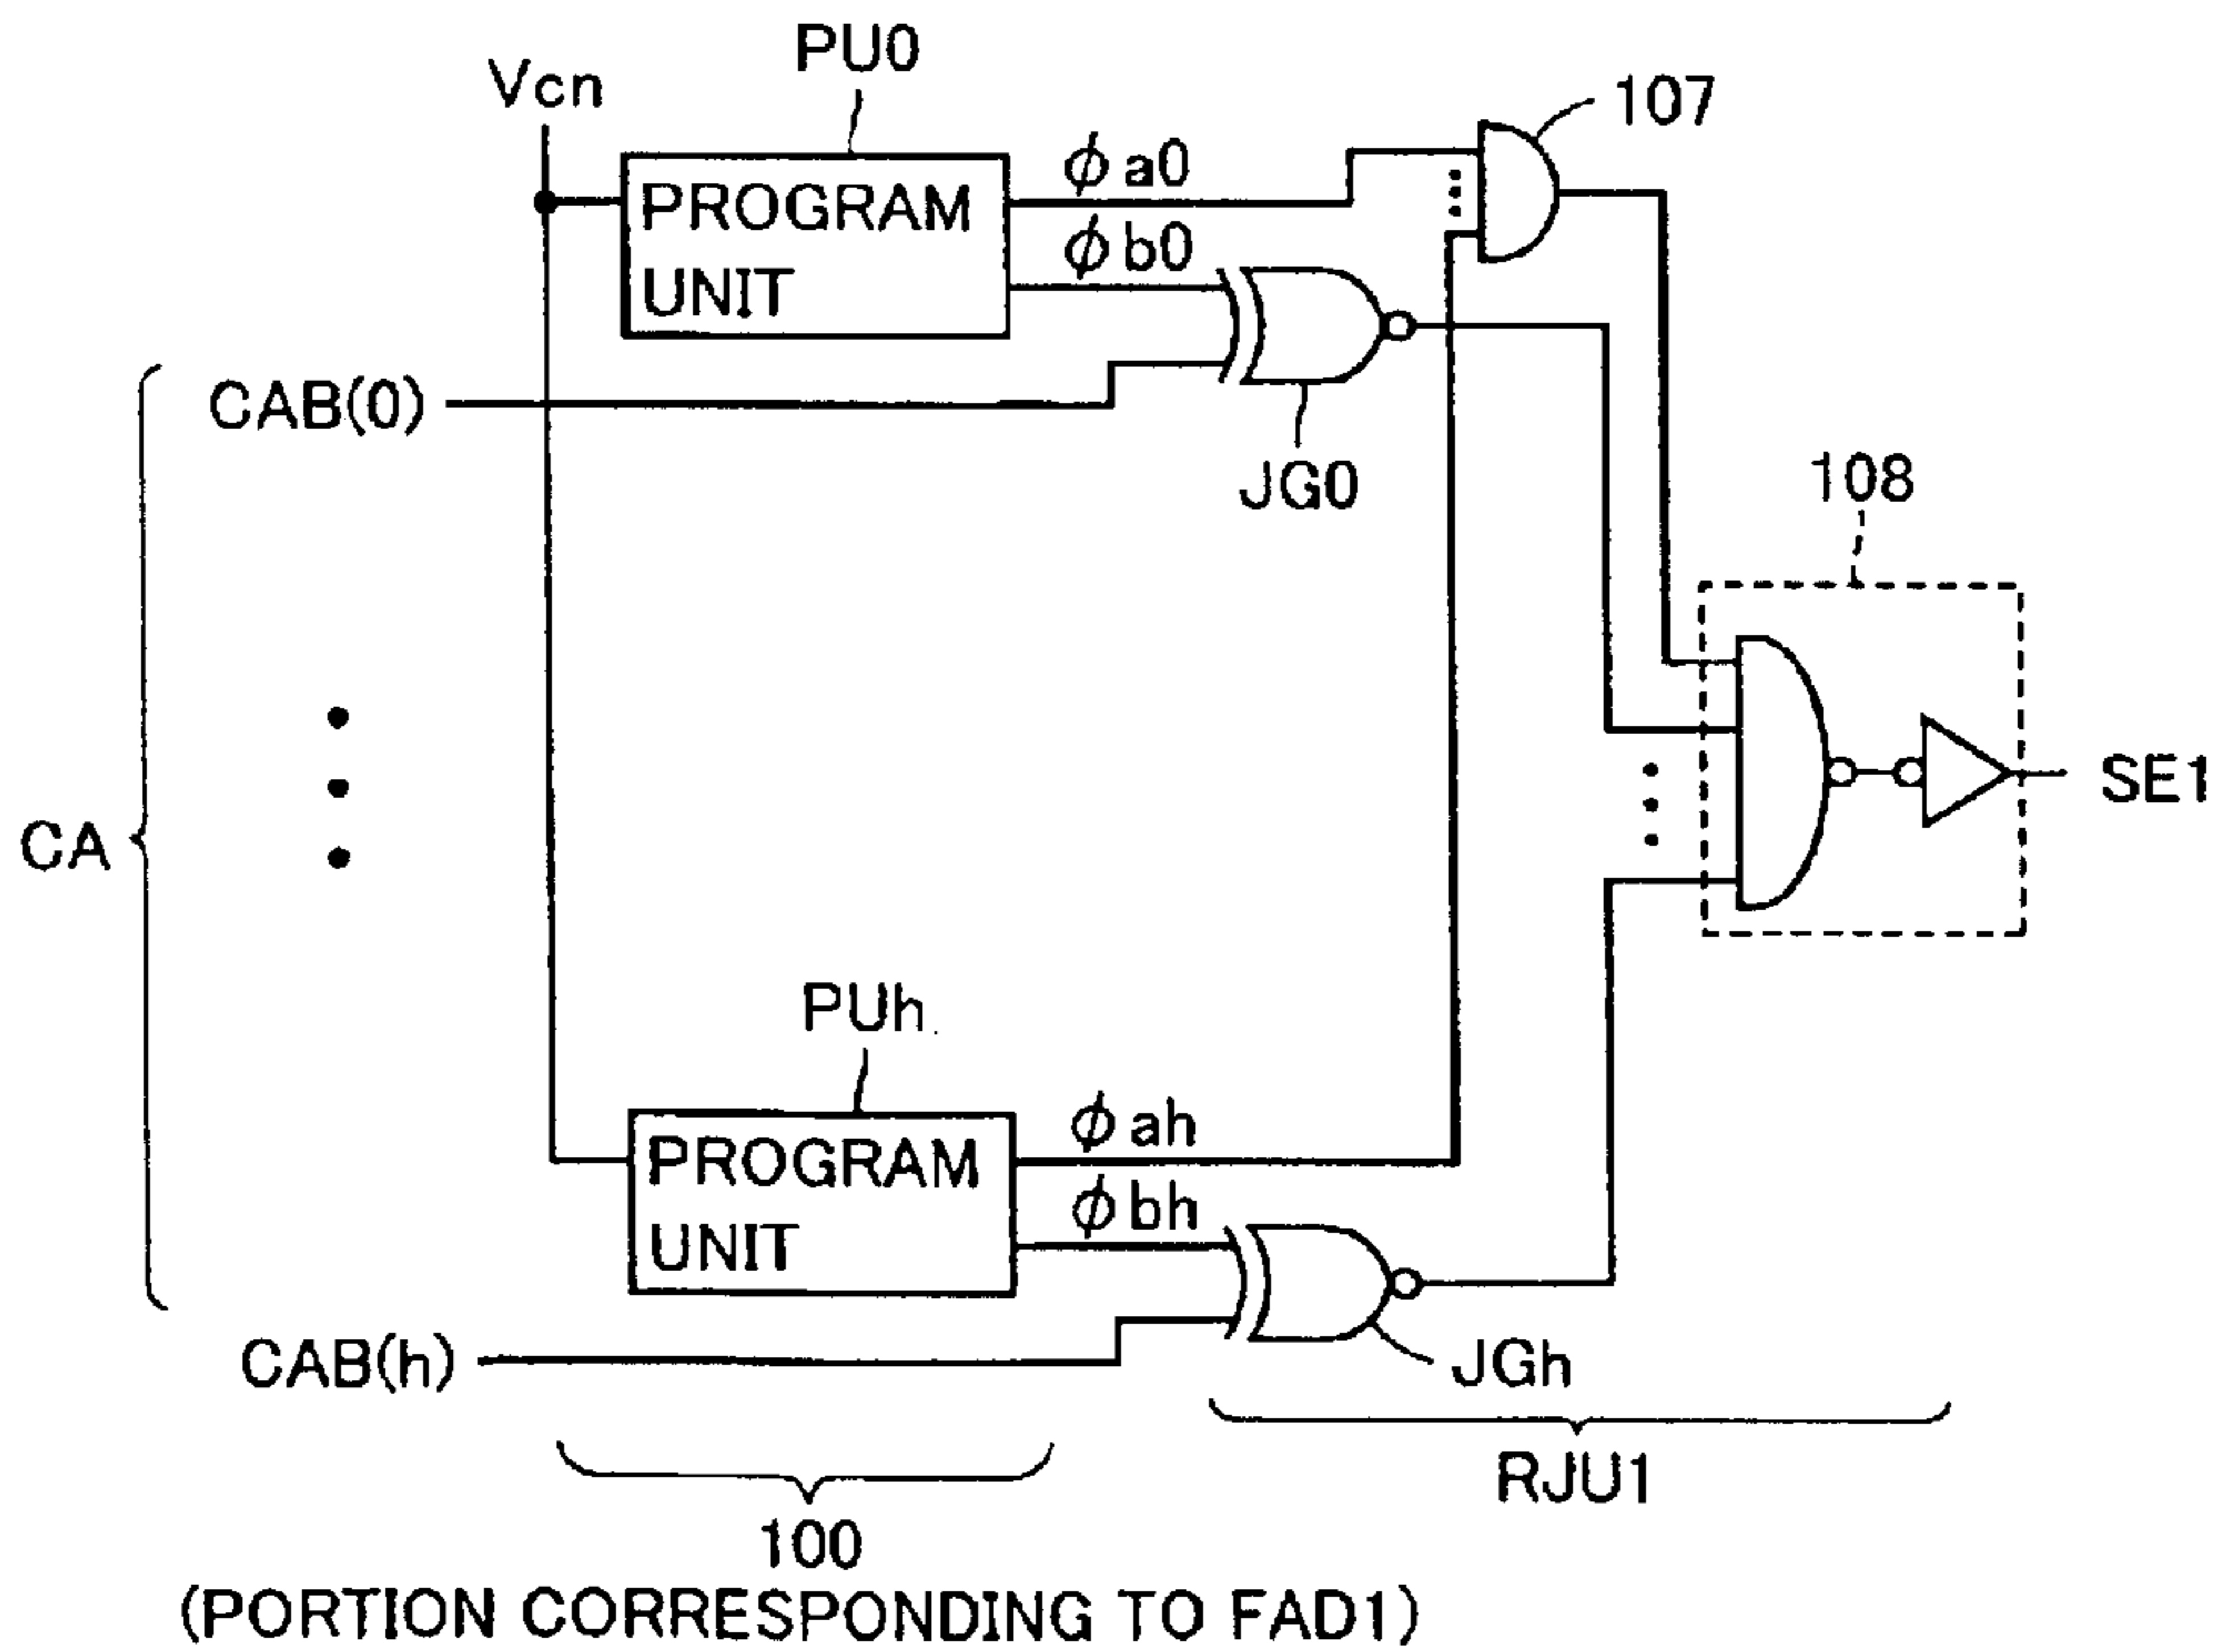 PU0
Vcn
107
PROGRAM
UNIT
ϕa0
ϕb0
CAB(0)
JG0
108
CA
SE1
PUh
PROGRAM
UNIT
ϕah
ϕbh
CAB(h)
JGh
RJU1
100
(PORTION CORRESPONDING TO FAD1)